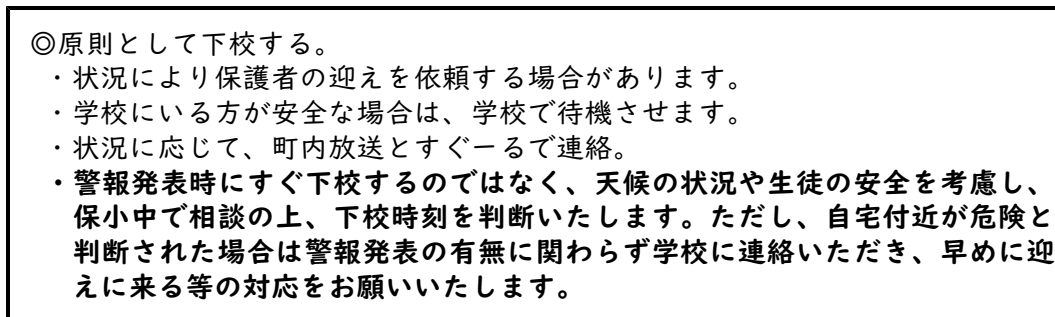 ◎原則として下校する。
・状況により保護者の迎えを依頼する場合があります。
・学校にいる方が安全な場合は、学校で待機させます。
・状況に応じて、町内放送とすぐーるで連絡。
・警報発表時にすぐ下校するのではなく、天候の状況や生徒の安全を考慮し、
保小中で相談の上、下校時刻を判断いたします。ただし、自宅付近が危険と
判断された場合は警報発表の有無に関わらず学校に連絡いただき、早めに迎
えに来る等の対応をお願いいたします。